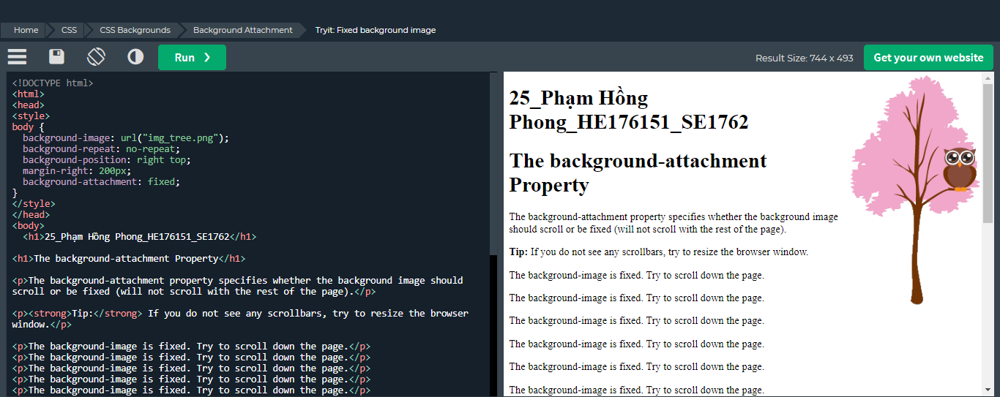 Home CSS CSS Backgrounds Background Attachment Tryit: Fixed background image
Run ❯ Result Size: 744 x 493 Get your own website
<!DOCTYPE html>
<html>
<head>
<style>
body {
  background-image: url("img_tree.png");
  background-repeat: no-repeat;
  background-position: right top;
  margin-right: 200px;
  background-attachment: fixed;
}
</style>
</head>
<body>
  <h1>25_Phạm Hồng Phong_HE176151_SE1762</h1>
<h1>The background-attachment Property</h1>
<p>The background-attachment property specifies whether the background image should
scroll or be fixed (will not scroll with the rest of the page).</p>
<p><strong>Tip:</strong> If you do not see any scrollbars, try to resize the browser
window.</p>
<p>The background-image is fixed. Try to scroll down the page.</p>
<p>The background-image is fixed. Try to scroll down the page.</p>
<p>The background-image is fixed. Try to scroll down the page.</p>
<p>The background-image is fixed. Try to scroll down the page.</p>
<p>The background-image is fixed. Try to scroll down the page.</p>
25_Phạm Hồng
Phong_HE176151_SE1762
The background-attachment
Property
The background-attachment property specifies whether the background image
should scroll or be fixed (will not scroll with the rest of the page).
Tip: If you do not see any scrollbars, try to resize the browser window.
The background-image is fixed. Try to scroll down the page.
The background-image is fixed. Try to scroll down the page.
The background-image is fixed. Try to scroll down the page.
The background-image is fixed. Try to scroll down the page.
The background-image is fixed. Try to scroll down the page.
The background-image is fixed. Try to scroll down the page.